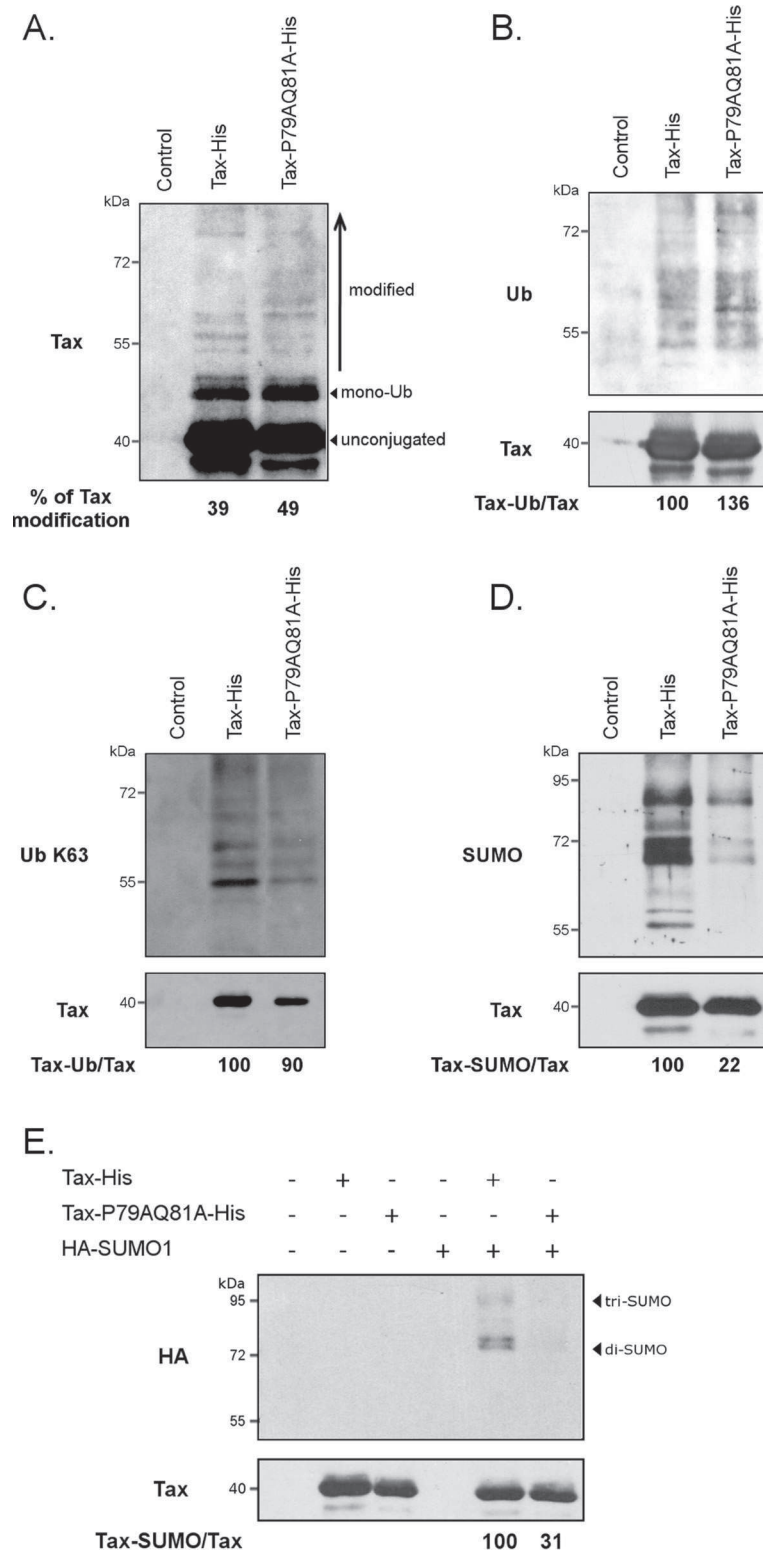 A.
Control
Tax-His
Tax-P79AQ81A-His
kDa
72
55
40
Tax
modified
mono-Ub
unconjugated
% of Tax
modification
39 49
B.
Control
Tax-His
Tax-P79AQ81A-His
kDa
72
55
Ub
40
Tax
Tax-Ub/Tax 100 136
C.
Control
Tax-His
Tax-P79AQ81A-His
kDa
72
55
Ub K63
40
Tax
Tax-Ub/Tax 100 90
D.
Control
Tax-His
Tax-P79AQ81A-His
kDa
95
72
55
SUMO
40
Tax
Tax-SUMO/Tax 100 22
E.
Tax-His - + - - + -
Tax-P79AQ81A-His - - + - - +
HA-SUMO1 - - - + + +
kDa
95
72
55
HA
tri-SUMO
di-SUMO
40
Tax
Tax-SUMO/Tax 100 31